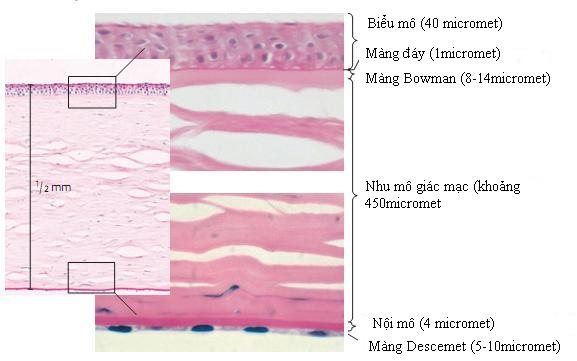 Biểu mô (40 micromet)
Màng đáy (1micromet)
Màng Bowman (8-14micromet)
1/2 mm
Nhu mô giác mạc (khoảng
450micromet
Nội mô (4 micromet)
Màng Descemet (5-10micromet)